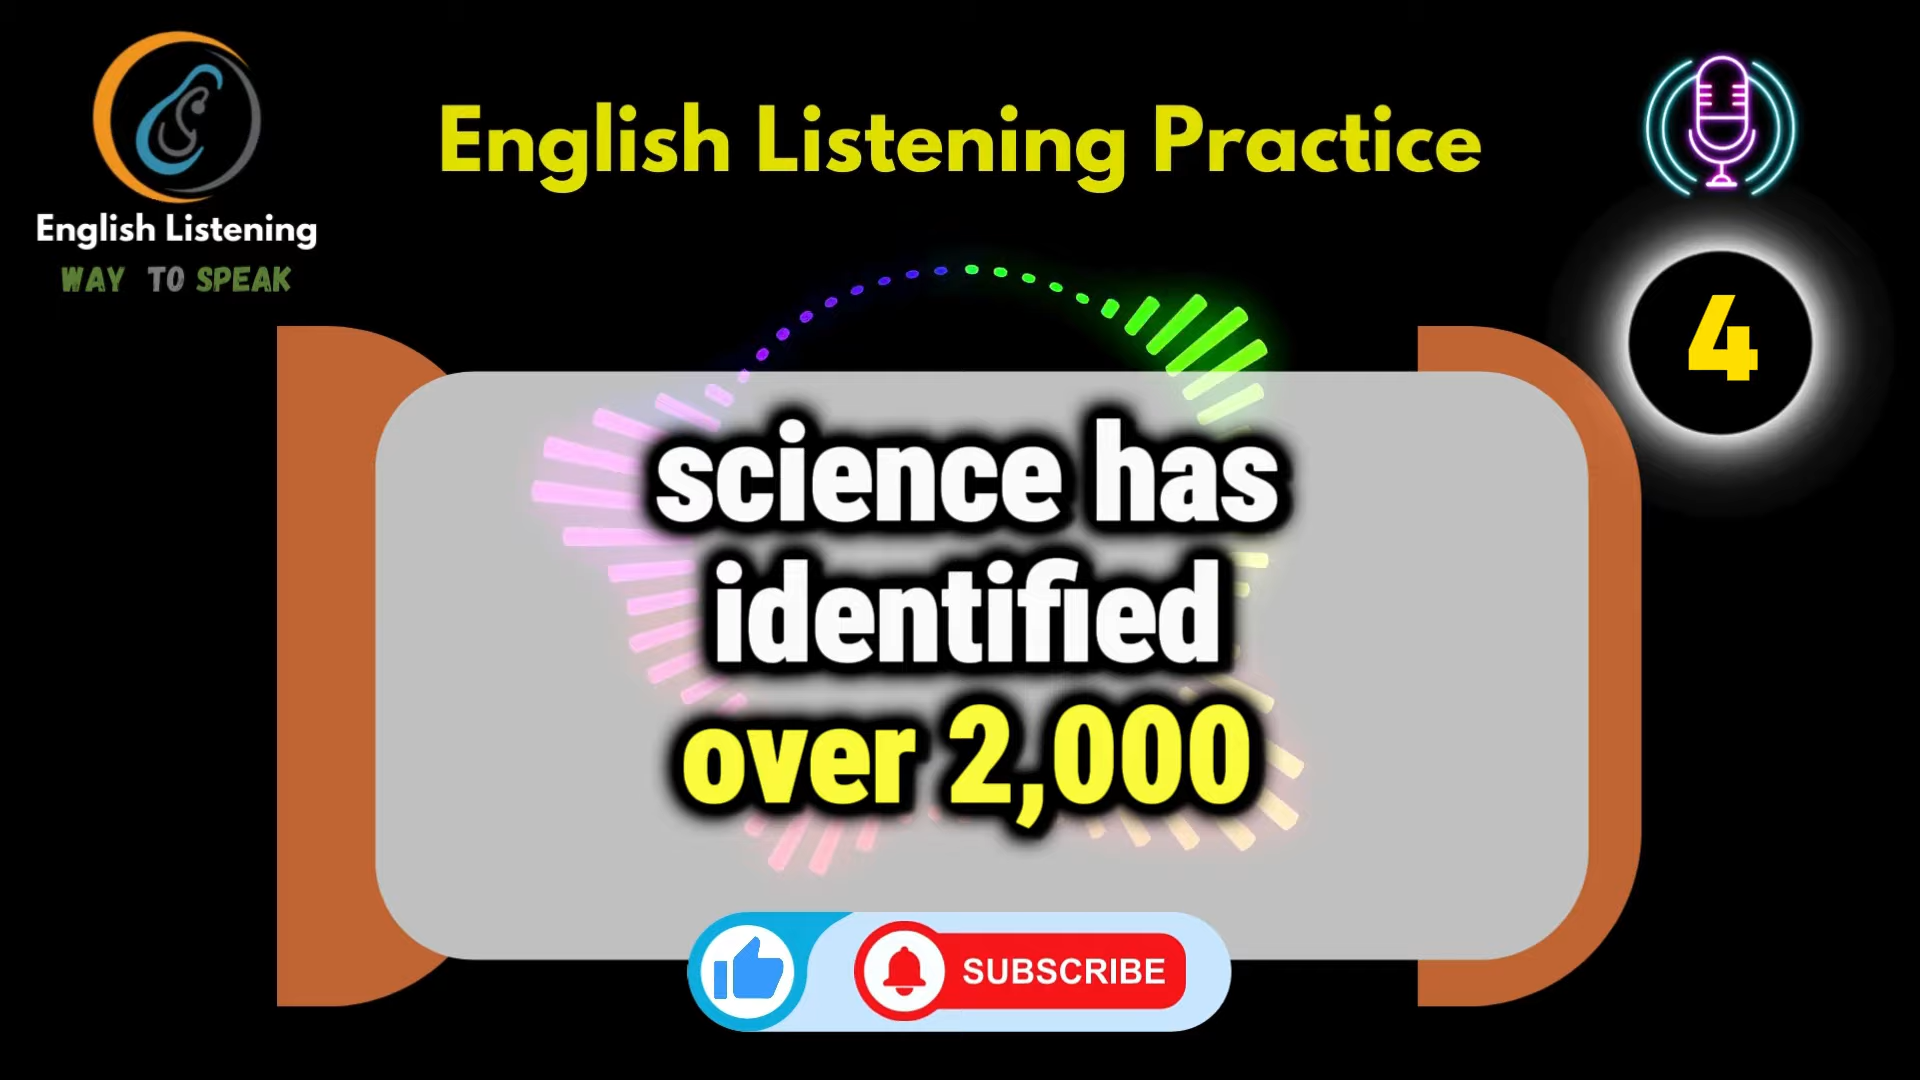 English Listening Practice
English Listening
WAY TO SPEAK
4
science has
identified
over 2,000
SUBSCRIBE